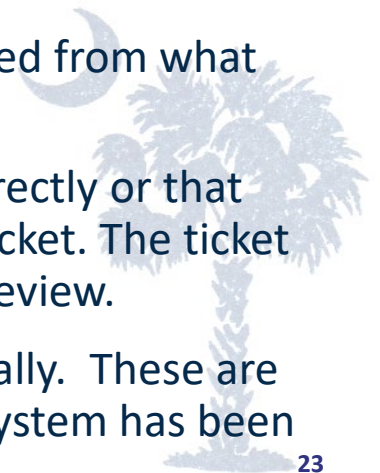 ed from what
rectly or that
cket. The ticket
eview.
ally.  These are
ystem has been
23